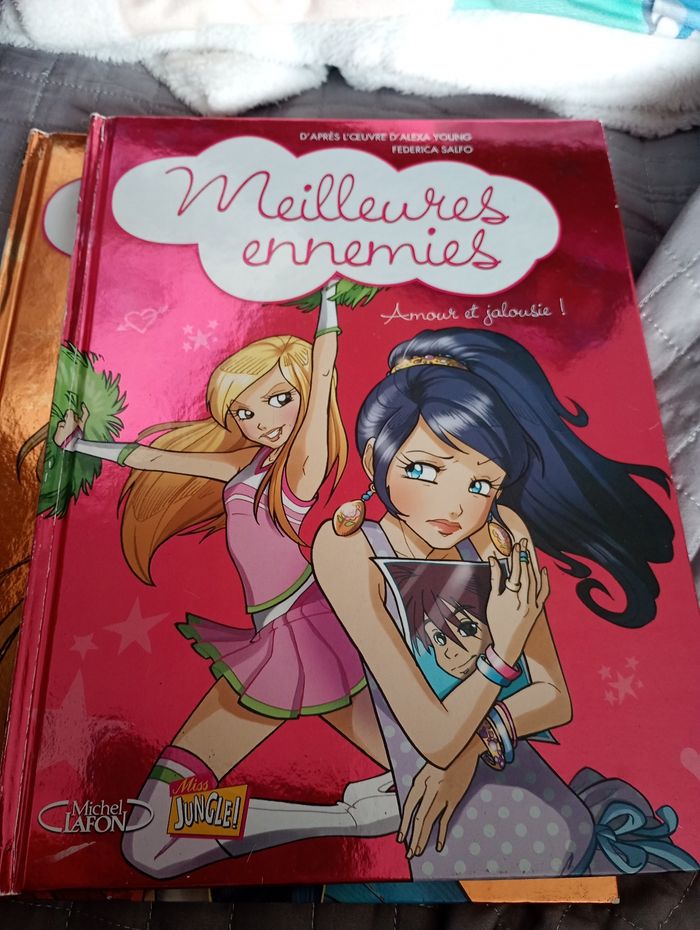 D'APRÈS L'ŒUVRE D'ALEXA YOUNG
FEDERICA SALFO
Meilleures
ennemies
Amour et jalousie !
Michel
LAFON
Miss
JUNGLE!